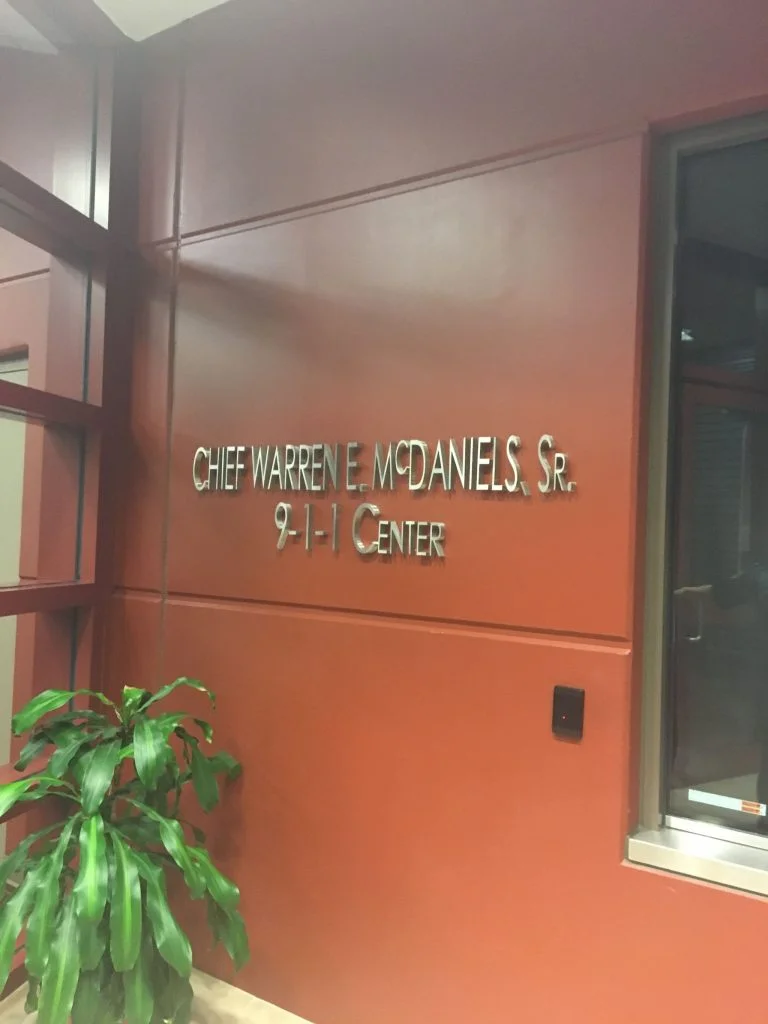 CHIEF WARREN E. MCDANIELS, SR.
9-1-1 CENTER